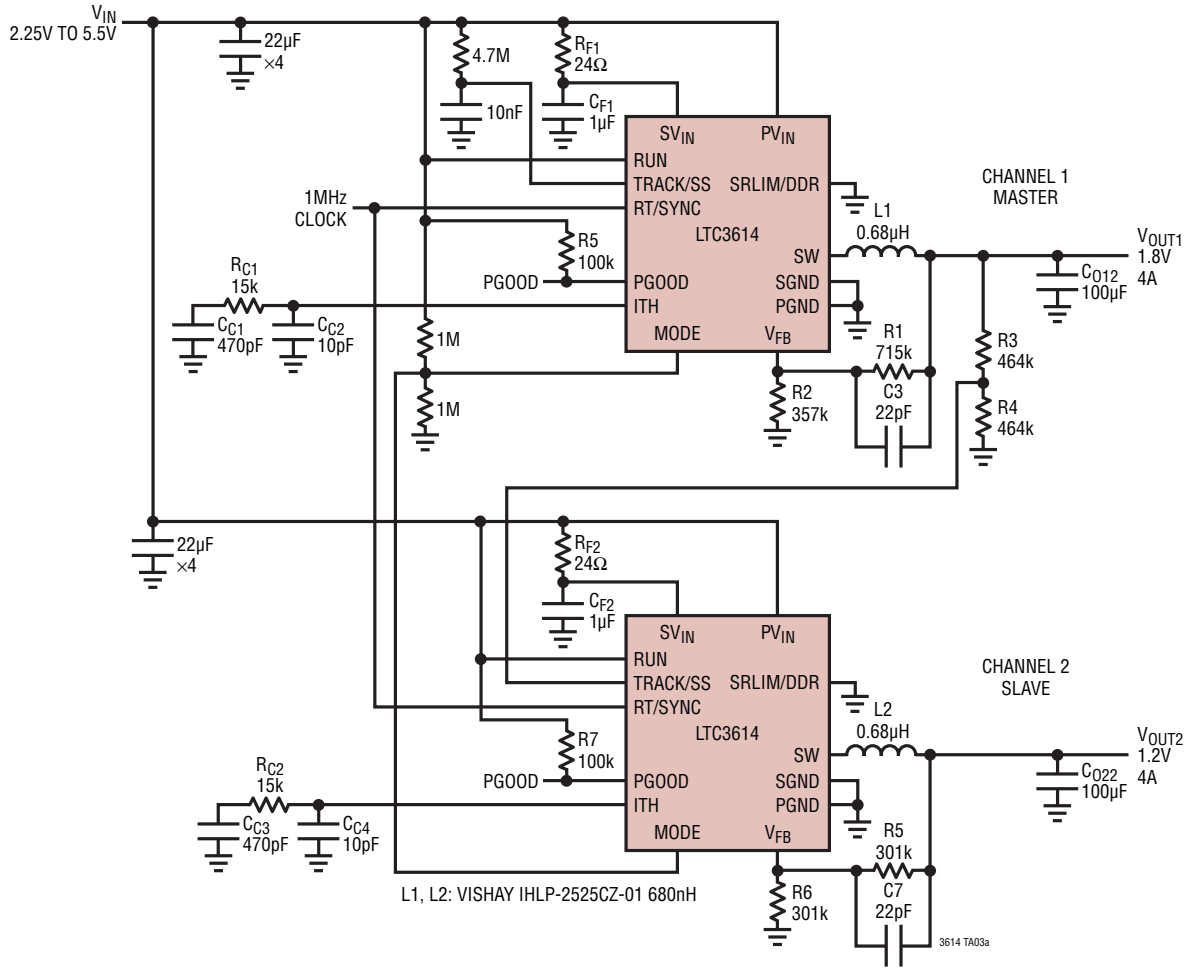 VIN
2.25V TO 5.5V
22µF
×4
4.7M
10nF
RF1
24Ω
CF1
1µF
SVIN
PVIN
RUN
TRACK/SS
SRLIM/DDR
RT/SYNC
LTC3614
SW
PGOOD
SGND
ITH
PGND
MODE
VFB
1MHz
CLOCK
R5
100k
PGOOD
RC1
15k
CC1
470pF
CC2
10pF
1M
1M
CHANNEL 1
MASTER
L1
0.68µH
VOUT1
1.8V
4A
CO12
100µF
R1
715k
C3
22pF
R2
357k
R3
464k
R4
464k
22µF
×4
RF2
24Ω
CF2
1µF
SVIN
PVIN
RUN
TRACK/SS
SRLIM/DDR
RT/SYNC
LTC3614
SW
PGOOD
SGND
ITH
PGND
MODE
VFB
R7
100k
PGOOD
RC2
15k
CC3
470pF
CC4
10pF
CHANNEL 2
SLAVE
L2
0.68µH
VOUT2
1.2V
4A
CO22
100µF
R5
301k
C7
22pF
R6
301k
L1, L2: VISHAY IHLP-2525CZ-01 680nH
3614 TA03a